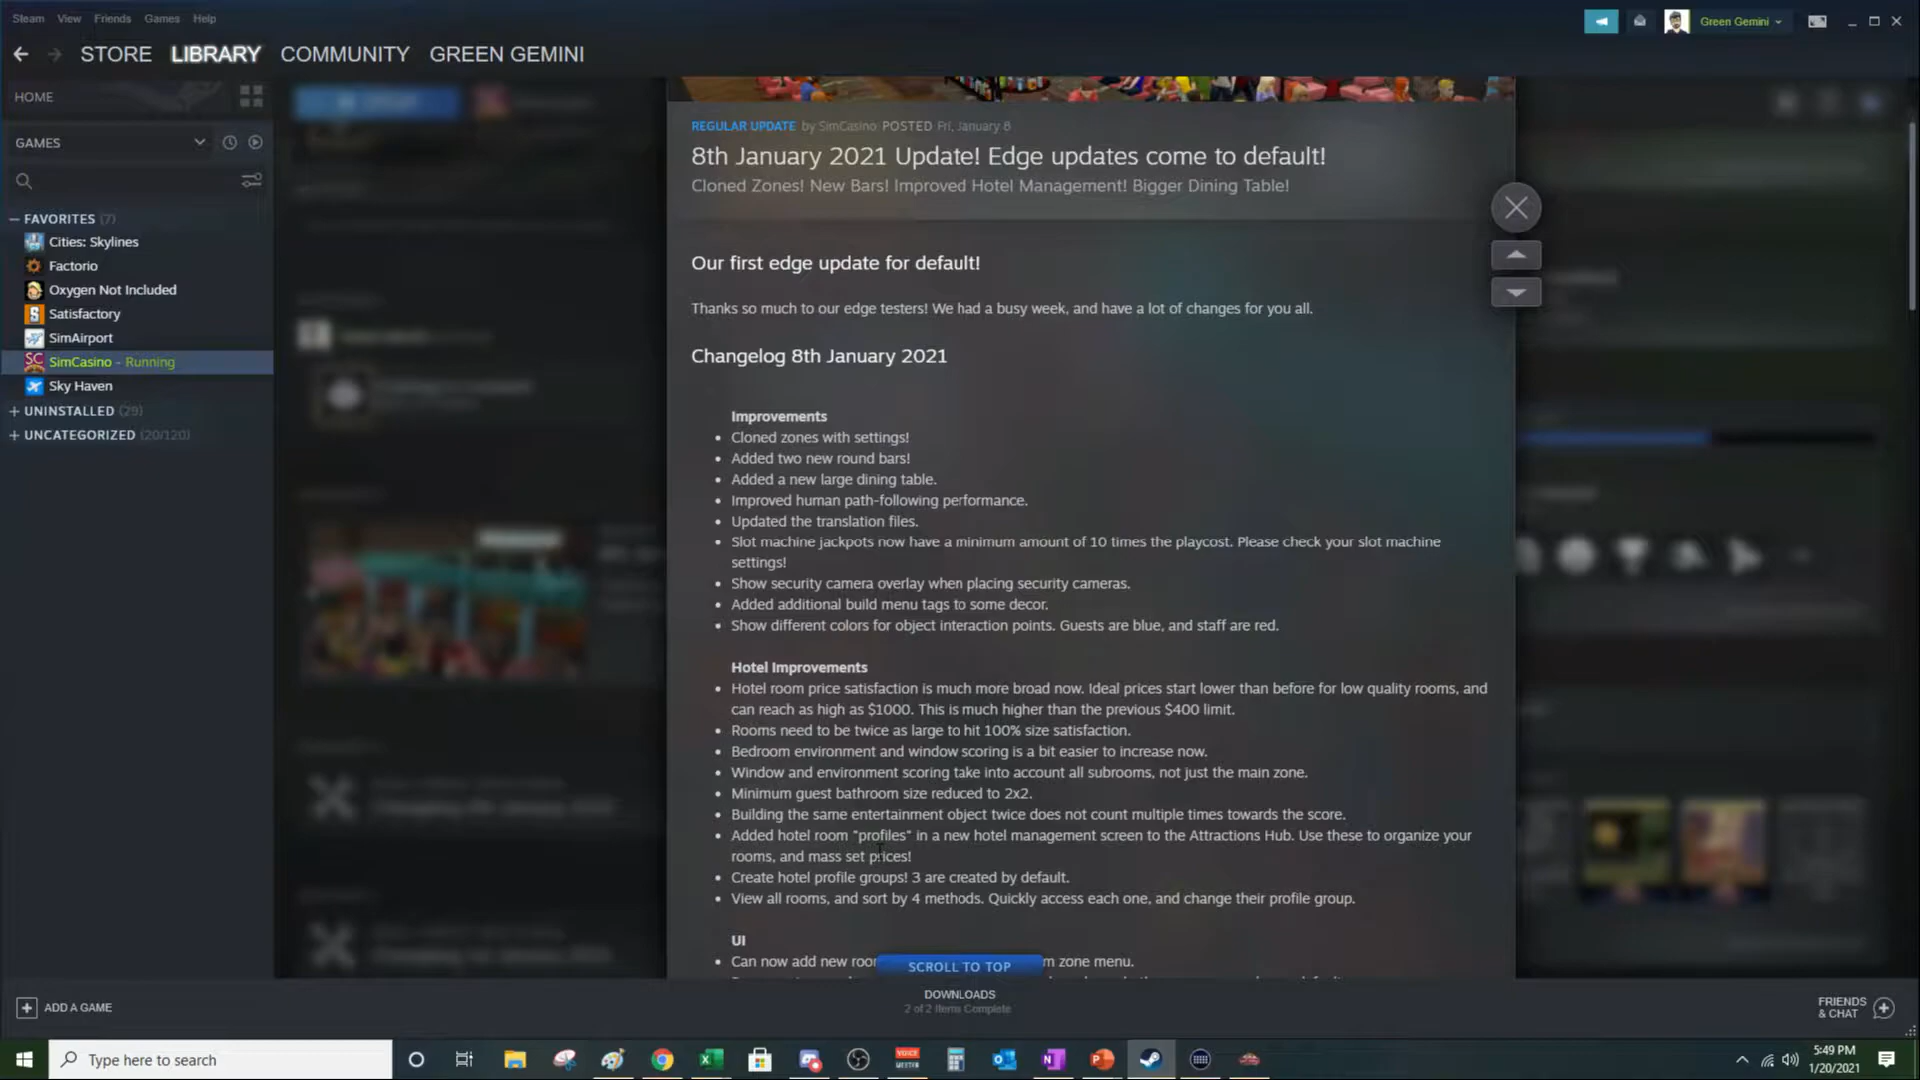 Steam View Friends Games Help
Green Gemini
STORE LIBRARY COMMUNITY GREEN GEMINI
HOME
GAMES
FAVORITES (7)
Cities: Skylines
Factorio
Oxygen Not Included
Satisfactory
SimAirport
SimCasino - Running
Sky Haven
UNINSTALLED (29)
UNCATEGORIZED (20/120)
REGULAR UPDATE by SimCasino POSTED Fri, January 8
8th January 2021 Update! Edge updates come to default!
Cloned Zones! New Bars! Improved Hotel Management! Bigger Dining Table!
Our first edge update for default!
Thanks so much to our edge testers! We had a busy week, and have a lot of changes for you all.
Changelog 8th January 2021
Improvements
• Cloned zones with settings!
• Added two new round bars!
• Added a new large dining table.
• Improved human path-following performance.
• Updated the translation files.
• Slot machine jackpots now have a minimum amount of 10 times the playcost. Please check your slot machine
settings!
• Show security camera overlay when placing security cameras.
• Added additional build menu tags to some decor.
• Show different colors for object interaction points. Guests are blue, and staff are red.
Hotel Improvements
• Hotel room price satisfaction is much more broad now. Ideal prices start lower than before for low quality rooms, and
can reach as high as $1000. This is much higher than the previous $400 limit.
• Rooms need to be twice as large to hit 100% size satisfaction.
• Bedroom environment and window scoring is a bit easier to increase now.
• Window and environment scoring take into account all subrooms, not just the main zone.
• Minimum guest bathroom size reduced to 2x2.
• Building the same entertainment object twice does not count multiple times towards the score.
• Added hotel room "profiles" in a new hotel management screen to the Attractions Hub. Use these to organize your
rooms, and mass set prices!
• Create hotel profile groups! 3 are created by default.
• View all rooms, and sort by 4 methods. Quickly access each one, and change their profile group.
UI
• Can now add new zone menu.
SCROLL TO TOP
ADD A GAME
DOWNLOADS
2 of 2 Items Complete
FRIENDS
& CHAT
Type here to search
VOICE
5:49 PM
1/20/2021